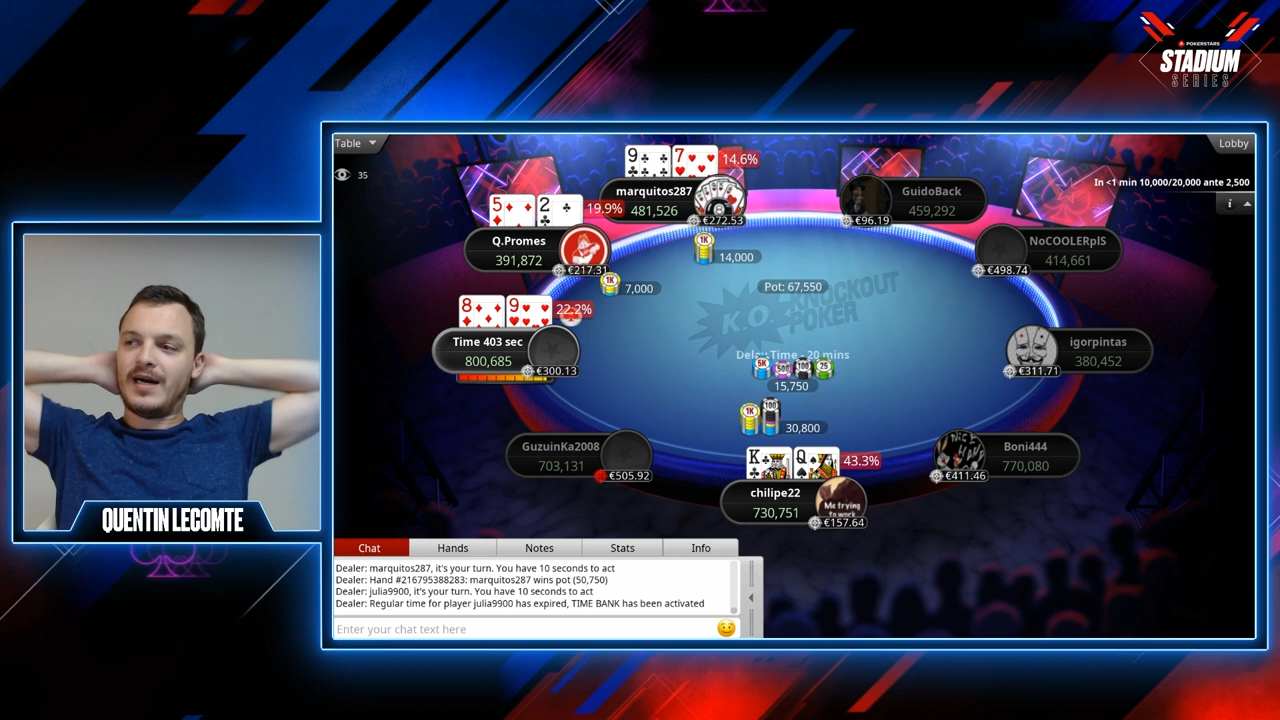 POKERSTARS
STADIUM
SERIES
Table
Lobby
35
In <1 min 10,000/20,000 ante 2,500
i
9 7 14.6%
marquitos287
481,526
€272.53
GuidoBack
459,292
€96.19
5 2 19.9%
Q.Promes
391,872
€217.31
NoCOOLERplS
414,661
€498.74
1K 14,000
1K 7,000
Pot: 67,550
K.O. KNOCKOUT
POKER
8 9 22.2%
Time 403 sec
800,685
€300.13
igorpintas
380,452
€311.71
Delay Time - 20 mins
5K 500 100 25
15,750
1K 100
30,800
GuzuinKa2008
703,131
€505.92
K Q 43.3%
chilipe22
730,751
Me trying
to work
€157.64
Boni444
770,080
€411.46
QUENTIN LECOMTE
Chat Hands Notes Stats Info
Dealer: marquitos287, it's your turn. You have 10 seconds to act
Dealer: Hand #216795388283: marquitos287 wins pot (50,750)
Dealer: julia9900, it's your turn. You have 10 seconds to act
Dealer: Regular time for player julia9900 has expired, TIME BANK has been activated
Enter your chat text here